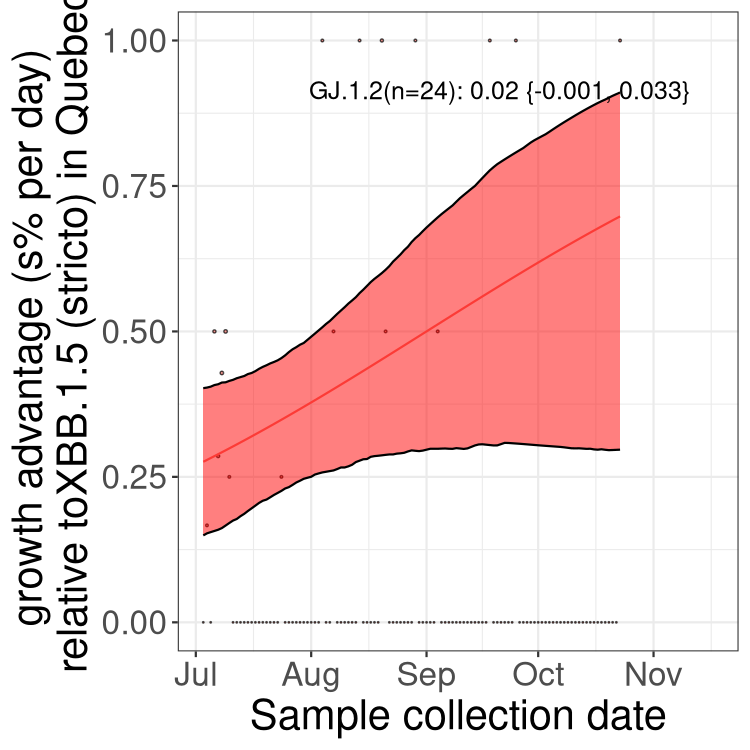 growth advantage (s% per day)
relative toXBB.1.5 (stricto) in Quebec
1.00
0.75
0.50
0.25
0.00
GJ.1.2(n=24): 0.02 {-0.001, 0.033}
Jul Aug Sep Oct Nov
Sample collection date